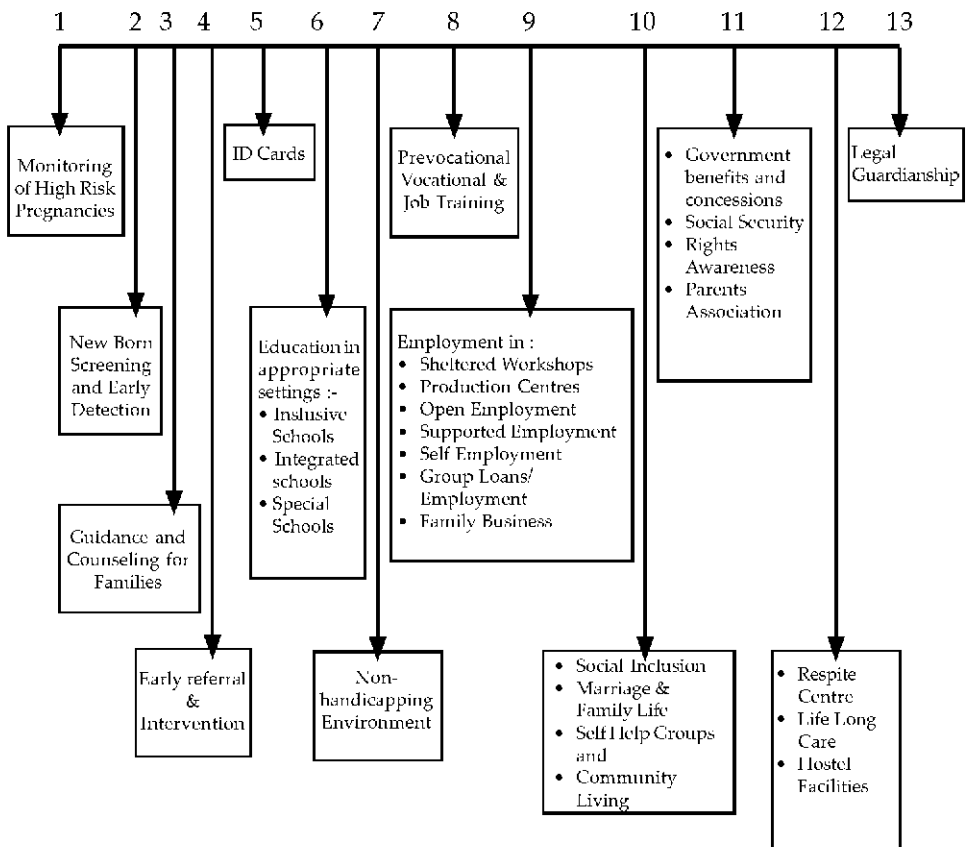 1 2 3 4 5 6 7 8 9 10 11 12 13
Monitoring
of High Risk
Pregnancies
New Born
Screening
and Early
Detection
Guidance and
Counseling for
Families
Early referral
&
Intervention
ID Cards
Education in
appropriate
settings :-
• Inslusive
Schools
• Integrated
schools
• Special
Schools
Non-
handicapping
Environment
Prevocational
Vocational &
Job Training
Employment in :
• Sheltered Workshops
• Production Centres
• Open Employment
• Supported Employment
• Self Employment
• Group Loans/
Employment
• Family Business
• Social Inclusion
• Marriage &
Family Life
• Self Help Groups
and
• Community
Living
• Government
benefits and
concessions
• Social Security
• Rights
Awareness
• Parents
Association
• Respite
Centre
• Life Long
Care
• Hostel
Facilities
Legal
Guardianship